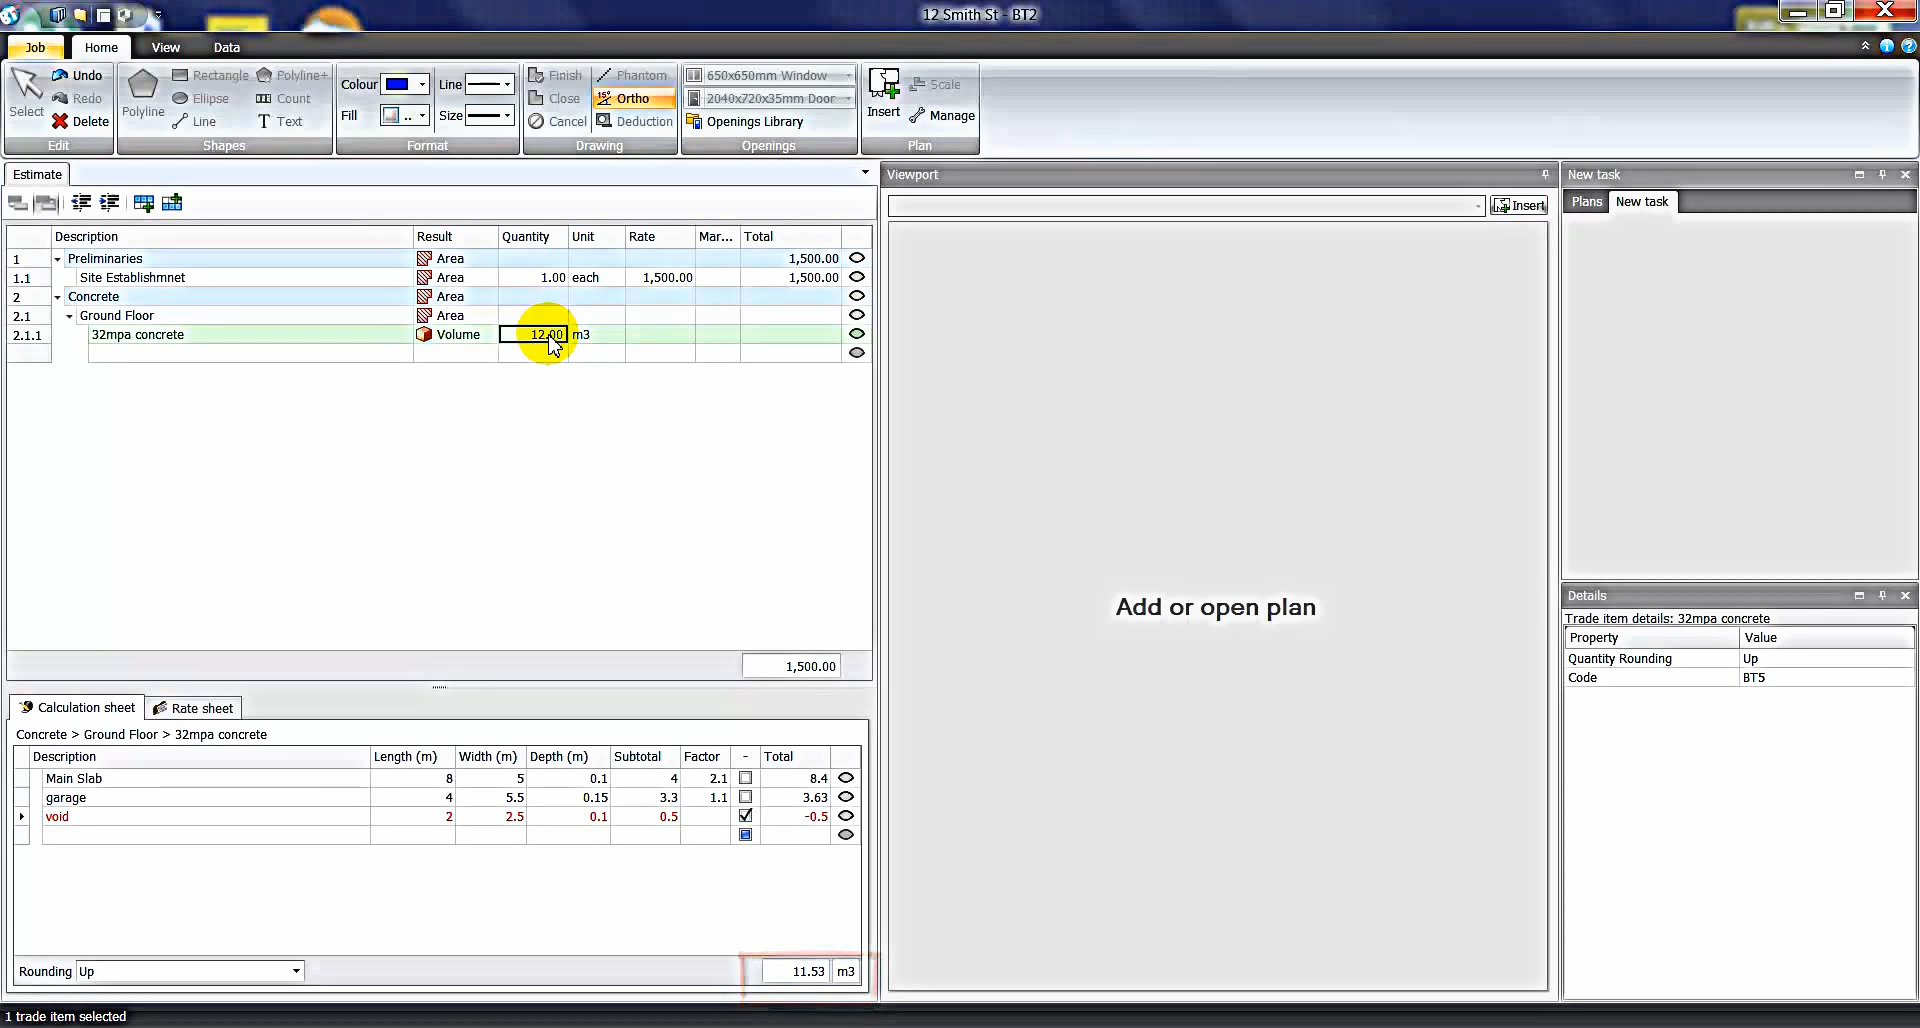 12 Smith St - BT2
Job Home View Data
Select Undo Redo Delete Edit
Polyline Rectangle Ellipse Line Polyline+ Count Text Shapes
Colour Line Fill .. Size Format
Finish Close Cancel Phantom 15° Ortho Deduction Drawing
650x650mm Window 2040x720x35mm Door Openings Library Openings
Insert Scale Manage Plan
Estimate
Description Result Quantity Unit Rate Mar... Total
1 Preliminaries Area 1,500.00
1.1 Site Establishmnet Area 1.00 each 1,500.00 1,500.00
2 Concrete Area
2.1 Ground Floor Area
2.1.1 32mpa concrete Volume 12.00 m3
1,500.00
Calculation sheet Rate sheet
Concrete > Ground Floor > 32mpa concrete
Description Length (m) Width (m) Depth (m) Subtotal Factor - Total
Main Slab 8 5 0.1 4 2.1 8.4
garage 4 5.5 0.15 3.3 1.1 3.63
void 2 2.5 0.1 0.5 -0.5
Rounding Up 11.53 m3
1 trade item selected
Viewport
Insert
Add or open plan
New task
Plans New task
Details
Trade item details: 32mpa concrete
Property Value
Quantity Rounding Up
Code BT5